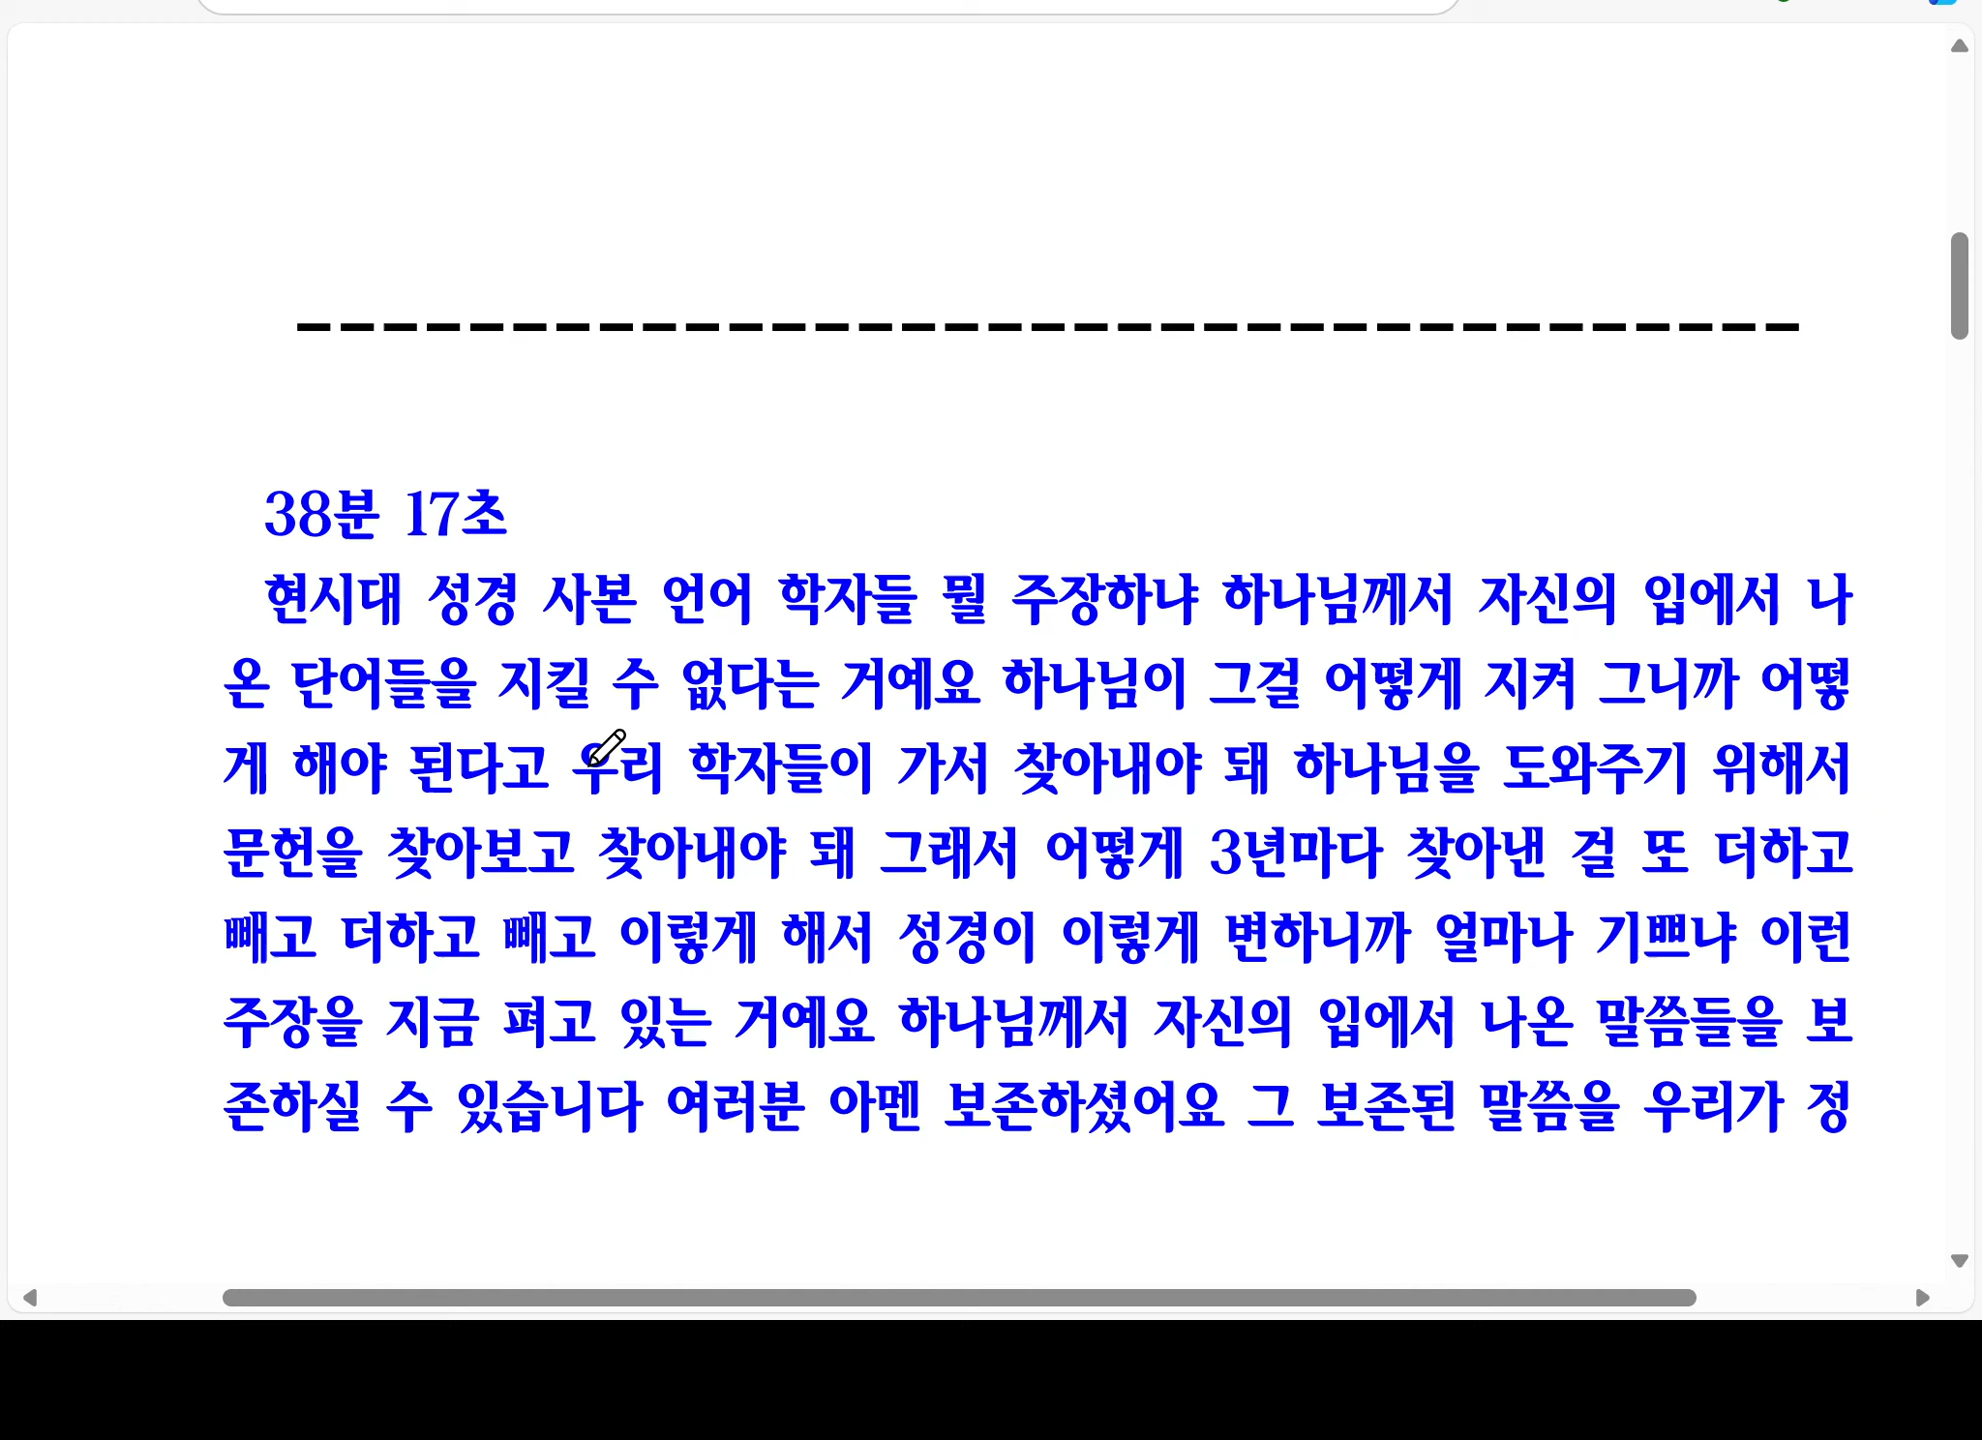 38분 17초
현시대 성경 사본 언어 학자들 뭘 주장하냐 하나님께서 자신의 입에서 나
온 단어들을 지킬 수 없다는 거예요 하나님이 그걸 어떻게 지켜 그니까 어떻
게 해야 된다고 우리 학자들이 가서 찾아내야 돼 하나님을 도와주기 위해서
문헌을 찾아보고 찾아내야 돼 그래서 어떻게 3년마다 찾아낸 걸 또 더하고
빼고 더하고 빼고 이렇게 해서 성경이 이렇게 변하니까 얼마나 기쁘냐 이런
주장을 지금 펴고 있는 거예요 하나님께서 자신의 입에서 나온 말씀들을 보
존하실 수 있습니다 여러분 아멘 보존하셨어요 그 보존된 말씀을 우리가 정